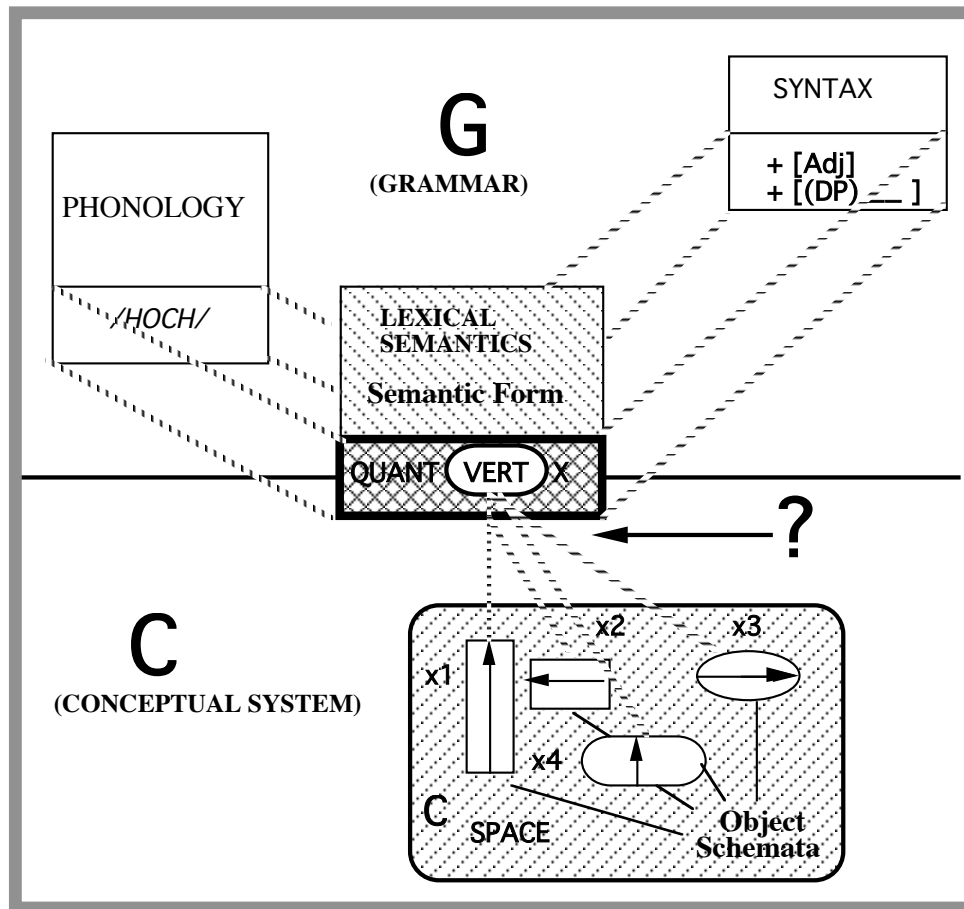 SYNTAX
G
(GRAMMAR)
+ [Adj]
+ [(DP) __ ]
PHONOLOGY
/HOCH/
LEXICAL
SEMANTICS
Semantic Form
QUANT VERT X
?
C
(CONCEPTUAL SYSTEM)
x1
x2
x3
x4
C
SPACE
Object
Schemata